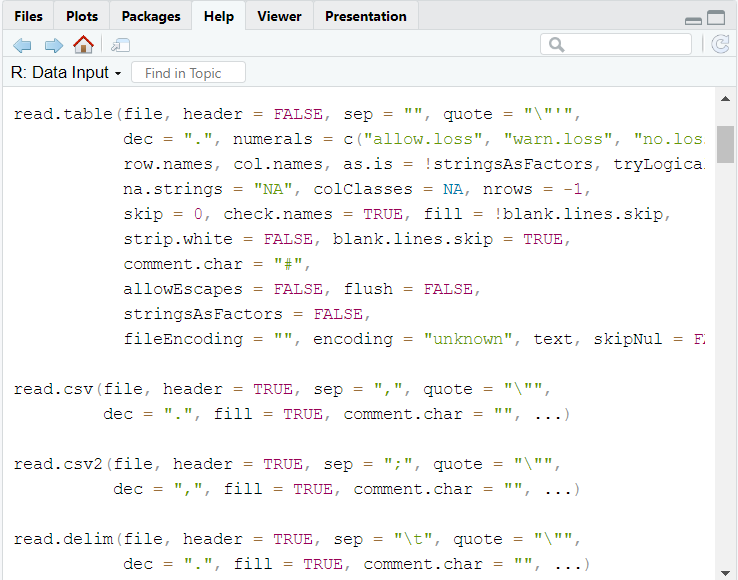 Files Plots Packages Help Viewer Presentation
R: Data Input Find in Topic
read.table(file, header = FALSE, sep = "", quote = "\"'",
dec = ".", numerals = c("allow.loss", "warn.loss", "no.los
row.names, col.names, as.is = !stringsAsFactors, tryLogica
na.strings = "NA", colClasses = NA, nrows = -1,
skip = 0, check.names = TRUE, fill = !blank.lines.skip,
strip.white = FALSE, blank.lines.skip = TRUE,
comment.char = "#",
allowEscapes = FALSE, flush = FALSE,
stringsAsFactors = FALSE,
fileEncoding = "", encoding = "unknown", text, skipNul = FA
read.csv(file, header = TRUE, sep = ",", quote = "\"",
dec = ".", fill = TRUE, comment.char = "", ...)
read.csv2(file, header = TRUE, sep = ";", quote = "\"",
dec = ",", fill = TRUE, comment.char = "", ...)
read.delim(file, header = TRUE, sep = "\t", quote = "\"",
dec = ".", fill = TRUE, comment.char = "", ...)